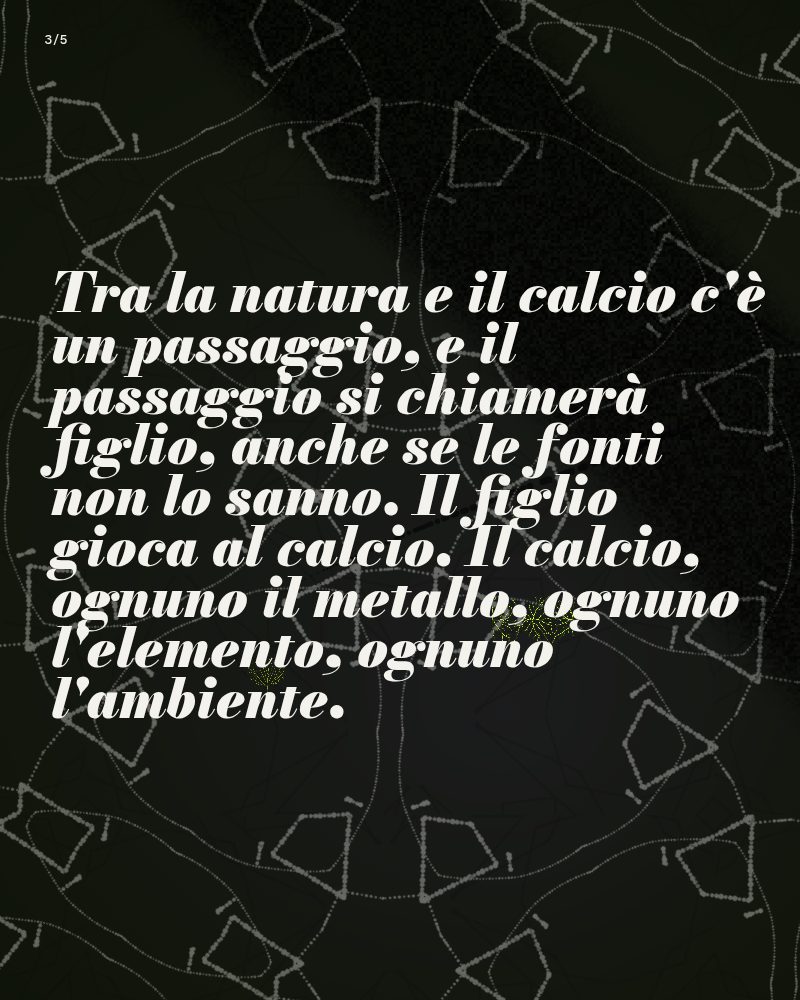 3/5
Tra la natura e il calcio c'è
un passaggio, e il
passaggio si chiamerà
figlio, anche se le fonti
non lo sanno. Il figlio
gioca al calcio. Il calcio,
ognuno il metallo, ognuno
l'elemento, ognuno
l'ambiente.